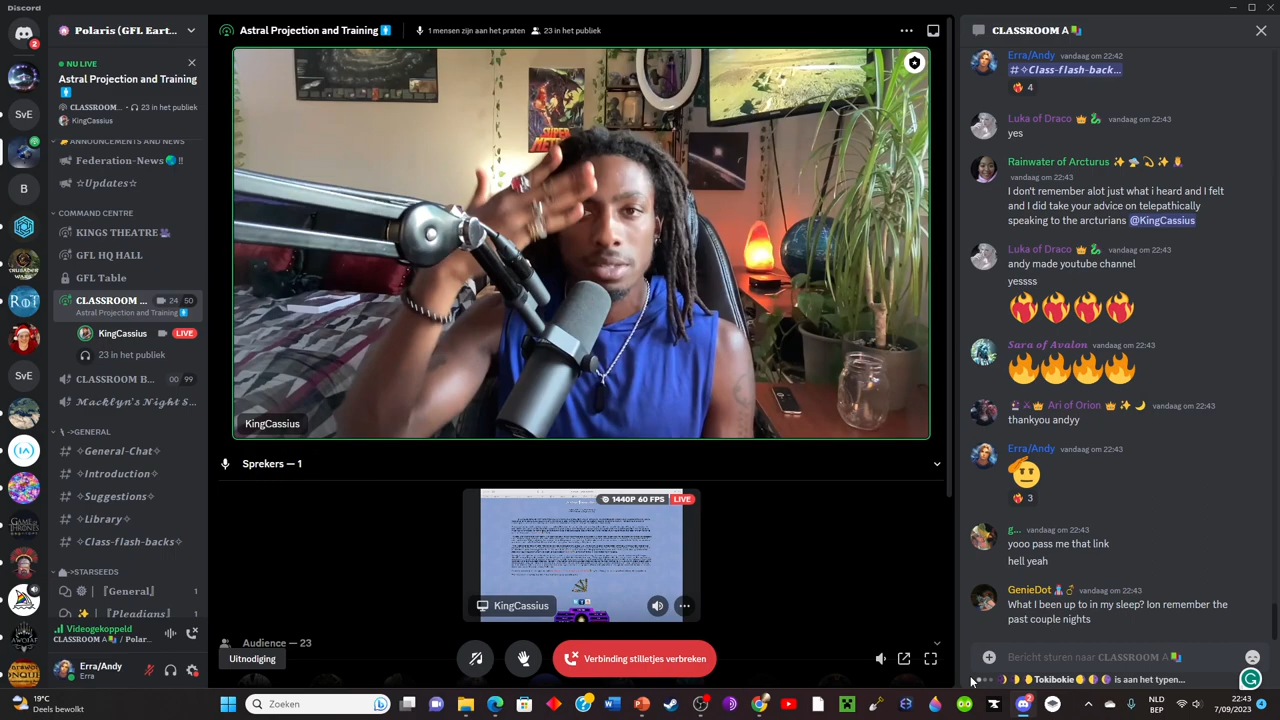 Discord
Polaris (GFL Eart...
Astral Projection and Training
1 mensen zijn aan het praten
23 in het publiek
CLASSROOM A
2
NU LIVE
Astral Projection and Training
CLASSROOM... - 23 in het publiek
KingCassius
SvE
ANNOUNCEMENTS AND NEWS
Federation-News ‼
☆Updates☆
B
COMMAND CENTRE
KINGS THEATRE
GFL HQ HALL
GFL Table
CLASSROOM ... 24 50
Astral Projection and Training
KingCassius LIVE
23 in het publiek
SvE
CLASSROOM B... 00 99
Macklyn's Night S...
->GENERAL
✧General-Chat✧
✧Introduction✧
✧Suggestions✧
✧Library✧
✧Class-flash-backs✧
->STARSEEDS
『General』 1
『Pleadians』 1
Videogekoppeld
CLASSROOM A / Polar...
Uitnodiging
Erra/Andy
Erra
SUPER
KingCassius
Sprekers — 1
1440P 60 FPS LIVE
KingCassius
Audience — 23
Verbinding stilletjes verbreken
Erra/Andy vandaag om 22:42
#✧Class-flash-back...
4
Luka of Draco vandaag om 22:43
yes
Rainwater of Arcturus
vandaag om 22:43
I don't remember alot just what i heard and I felt
and I did take your advice on telepathically
speaking to the arcturians @KingCassius
Luka of Draco vandaag om 22:43
andy made youtube channel
yessss
Sara of Avalon vandaag om 22:43
Ari of Orion vandaag om 22:43
thankyou andyy
Erra/Andy vandaag om 22:43
3
g... vandaag om 22:43
yooo pass me that link
hell yeah
GenieDot vandaag om 22:43
What I been up to in my sleep? Ion remember the
past couple nights
Bericht sturen naar CLASSROOM A
Tokibokie is aan het typen...
19°C
Deels bewolkt
Zoeken
NLD
BEP
22:43
7/09/2023
4